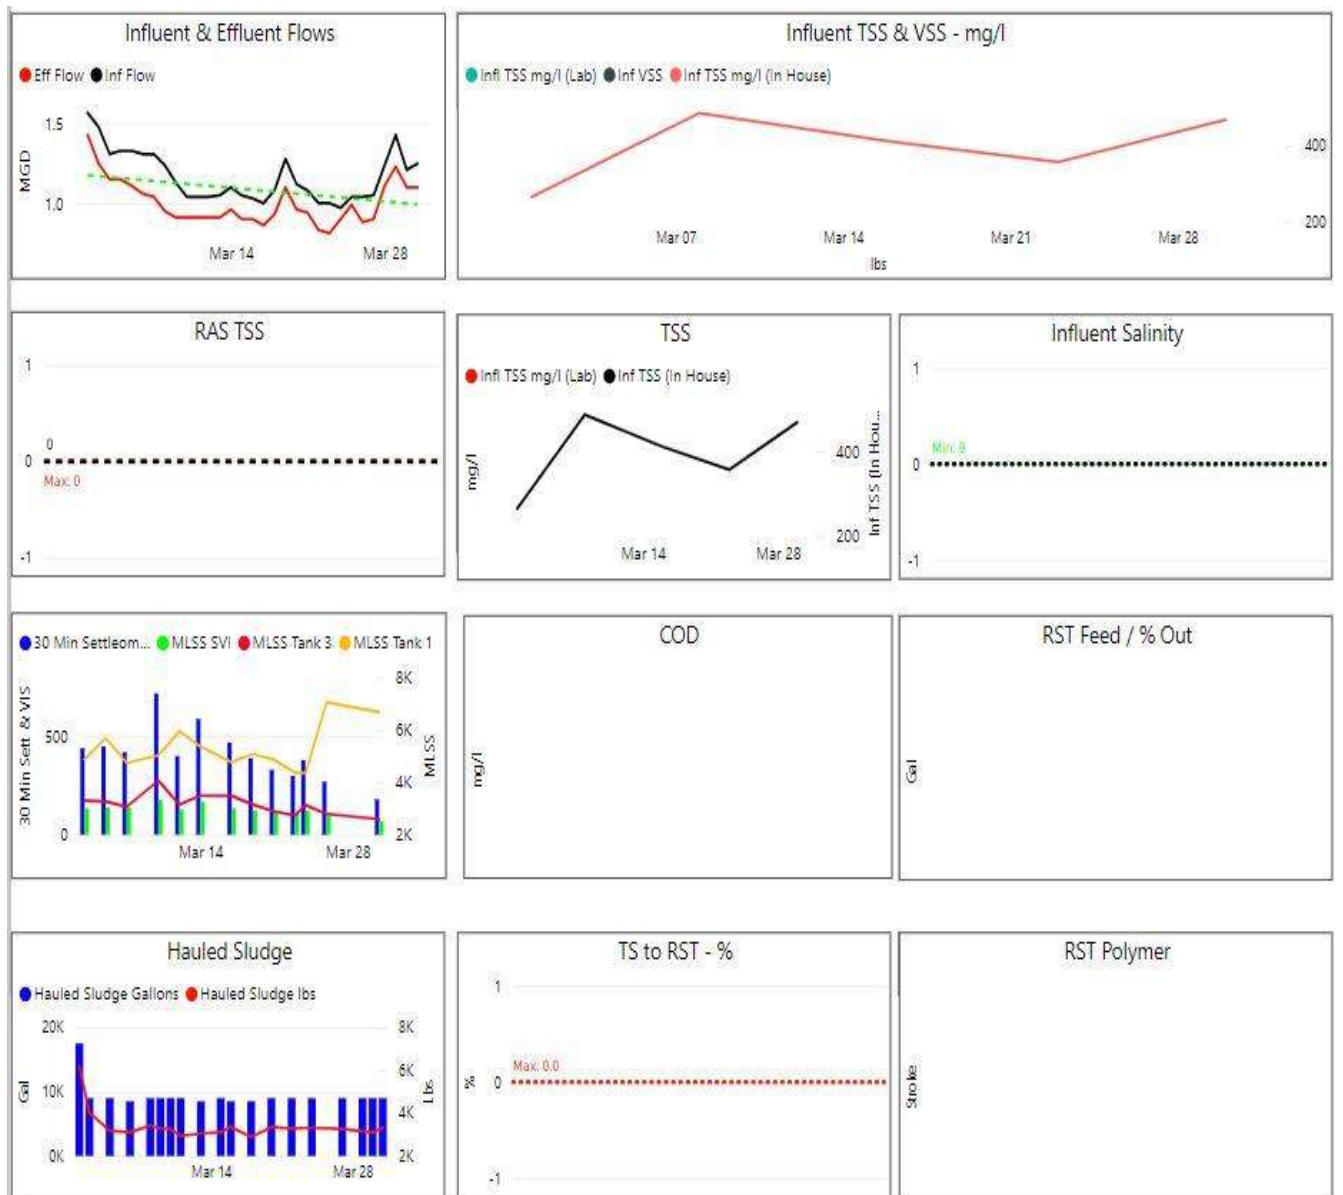 Influent & Effluent Flows
Eff Flow Inf Flow
MGD
1.5
1.0
Mar 14 Mar 28
Influent TSS & VSS - mg/l
Infl TSS mg/l (Lab) Inf VSS Inf TSS mg/l (In House)
400
200
Mar 07 Mar 14 Mar 21 Mar 28
lbs
RAS TSS
1
0
0
Max: 0
-1
TSS
Infl TSS mg/l (Lab) Inf TSS (In House)
mg/l
400
200
Inf TSS (In Hou...
Mar 14 Mar 28
Influent Salinity
1
Min: 9
0
-1
30 Min Settleom... MLSS SVI MLSS Tank 3 MLSS Tank 1
30 Min Sett & VIS
500
0
8K
6K
4K
2K
MLSS
Mar 14 Mar 28
COD
mg/l
RST Feed / % Out
Gal
Hauled Sludge
Hauled Sludge Gallons Hauled Sludge lbs
Gal
20K
10K
0K
8K
6K
4K
2K
Lbs
Mar 14 Mar 28
TS to RST - %
%
1
Max: 0.0
0
-1
RST Polymer
Stroke